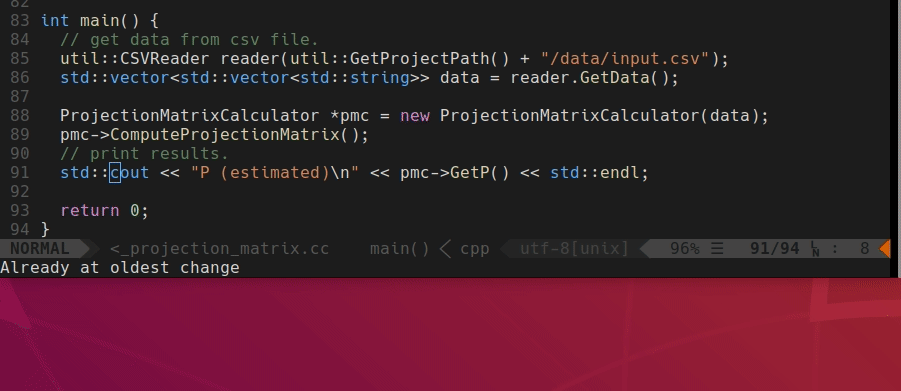 82
83 int main() {
84   // get data from csv file.
85   util::CSVReader reader(util::GetProjectPath() + "/data/input.csv");
86   std::vector<std::vector<std::string>> data = reader.GetData();
87
88   ProjectionMatrixCalculator *pmc = new ProjectionMatrixCalculator(data);
89   pmc->ComputeProjectionMatrix();
90   // print results.
91   std::cout << "P (estimated)\n" << pmc->GetP() << std::endl;
92
93   return 0;
94 }
NORMAL <_projection_matrix.cc main() < cpp utf-8[unix] 96% ☰ 91/94 ㏑ : 8
Already at oldest change